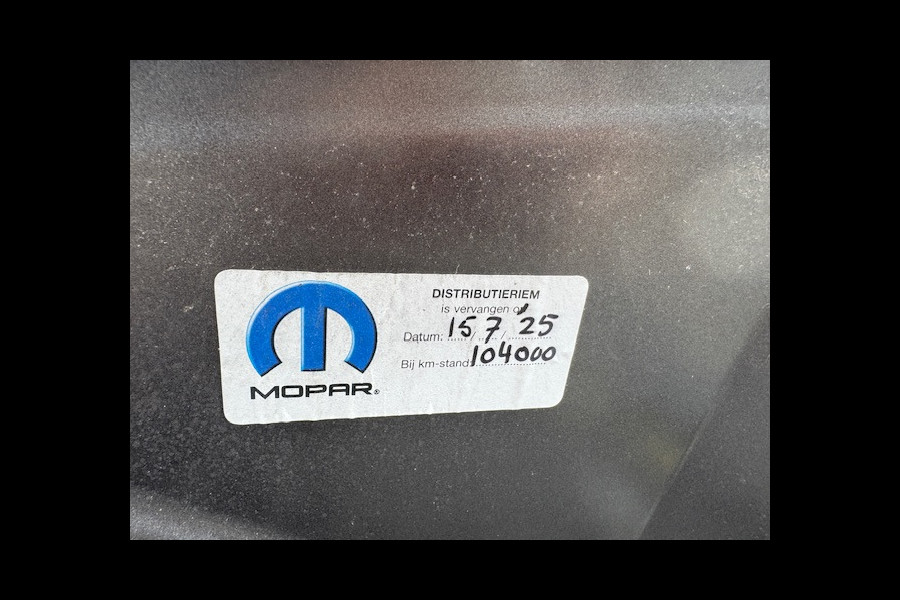 MOPAR®
DISTRIBUTIERIEM
is vervangen op
Datum: 15/7/'25
Bij km-stand: 104000